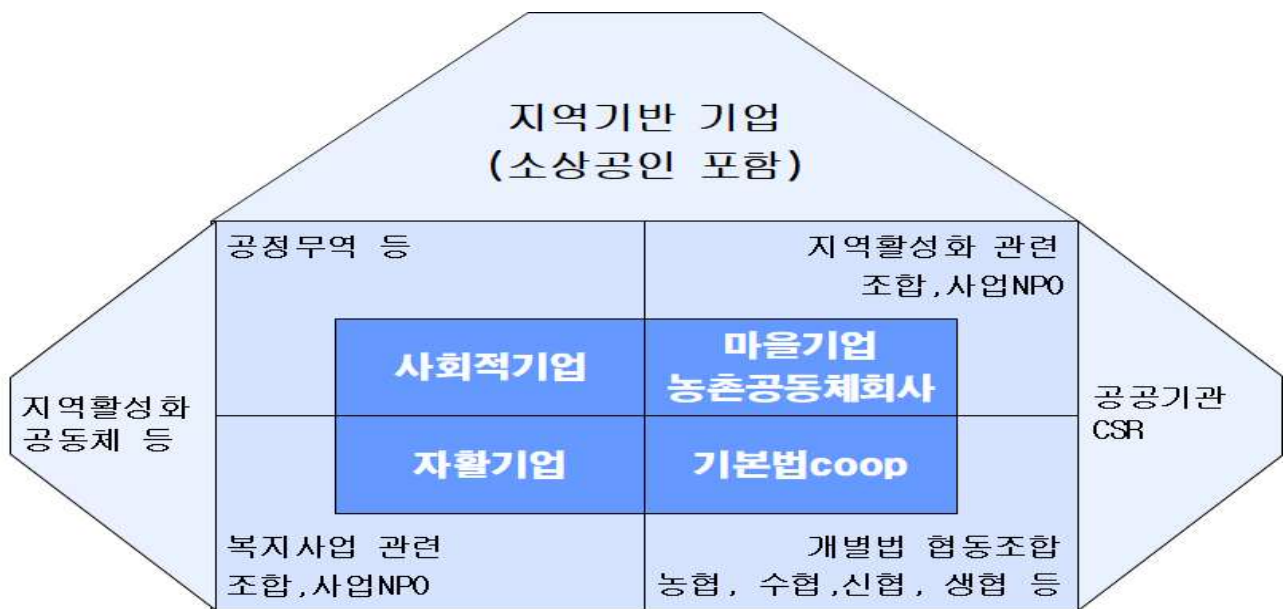 지역기반 기업
(소상공인 포함)
공정무역 등
지역활성화 관련
조합,사업NPO
사회적기업
마을기업
농촌공동체회사
지역활성화
공동체 등
공공기관
CSR
자활기업
기본법coop
복지사업 관련
조합,사업NPO
개별법 협동조합
농협, 수협,신협, 생협 등